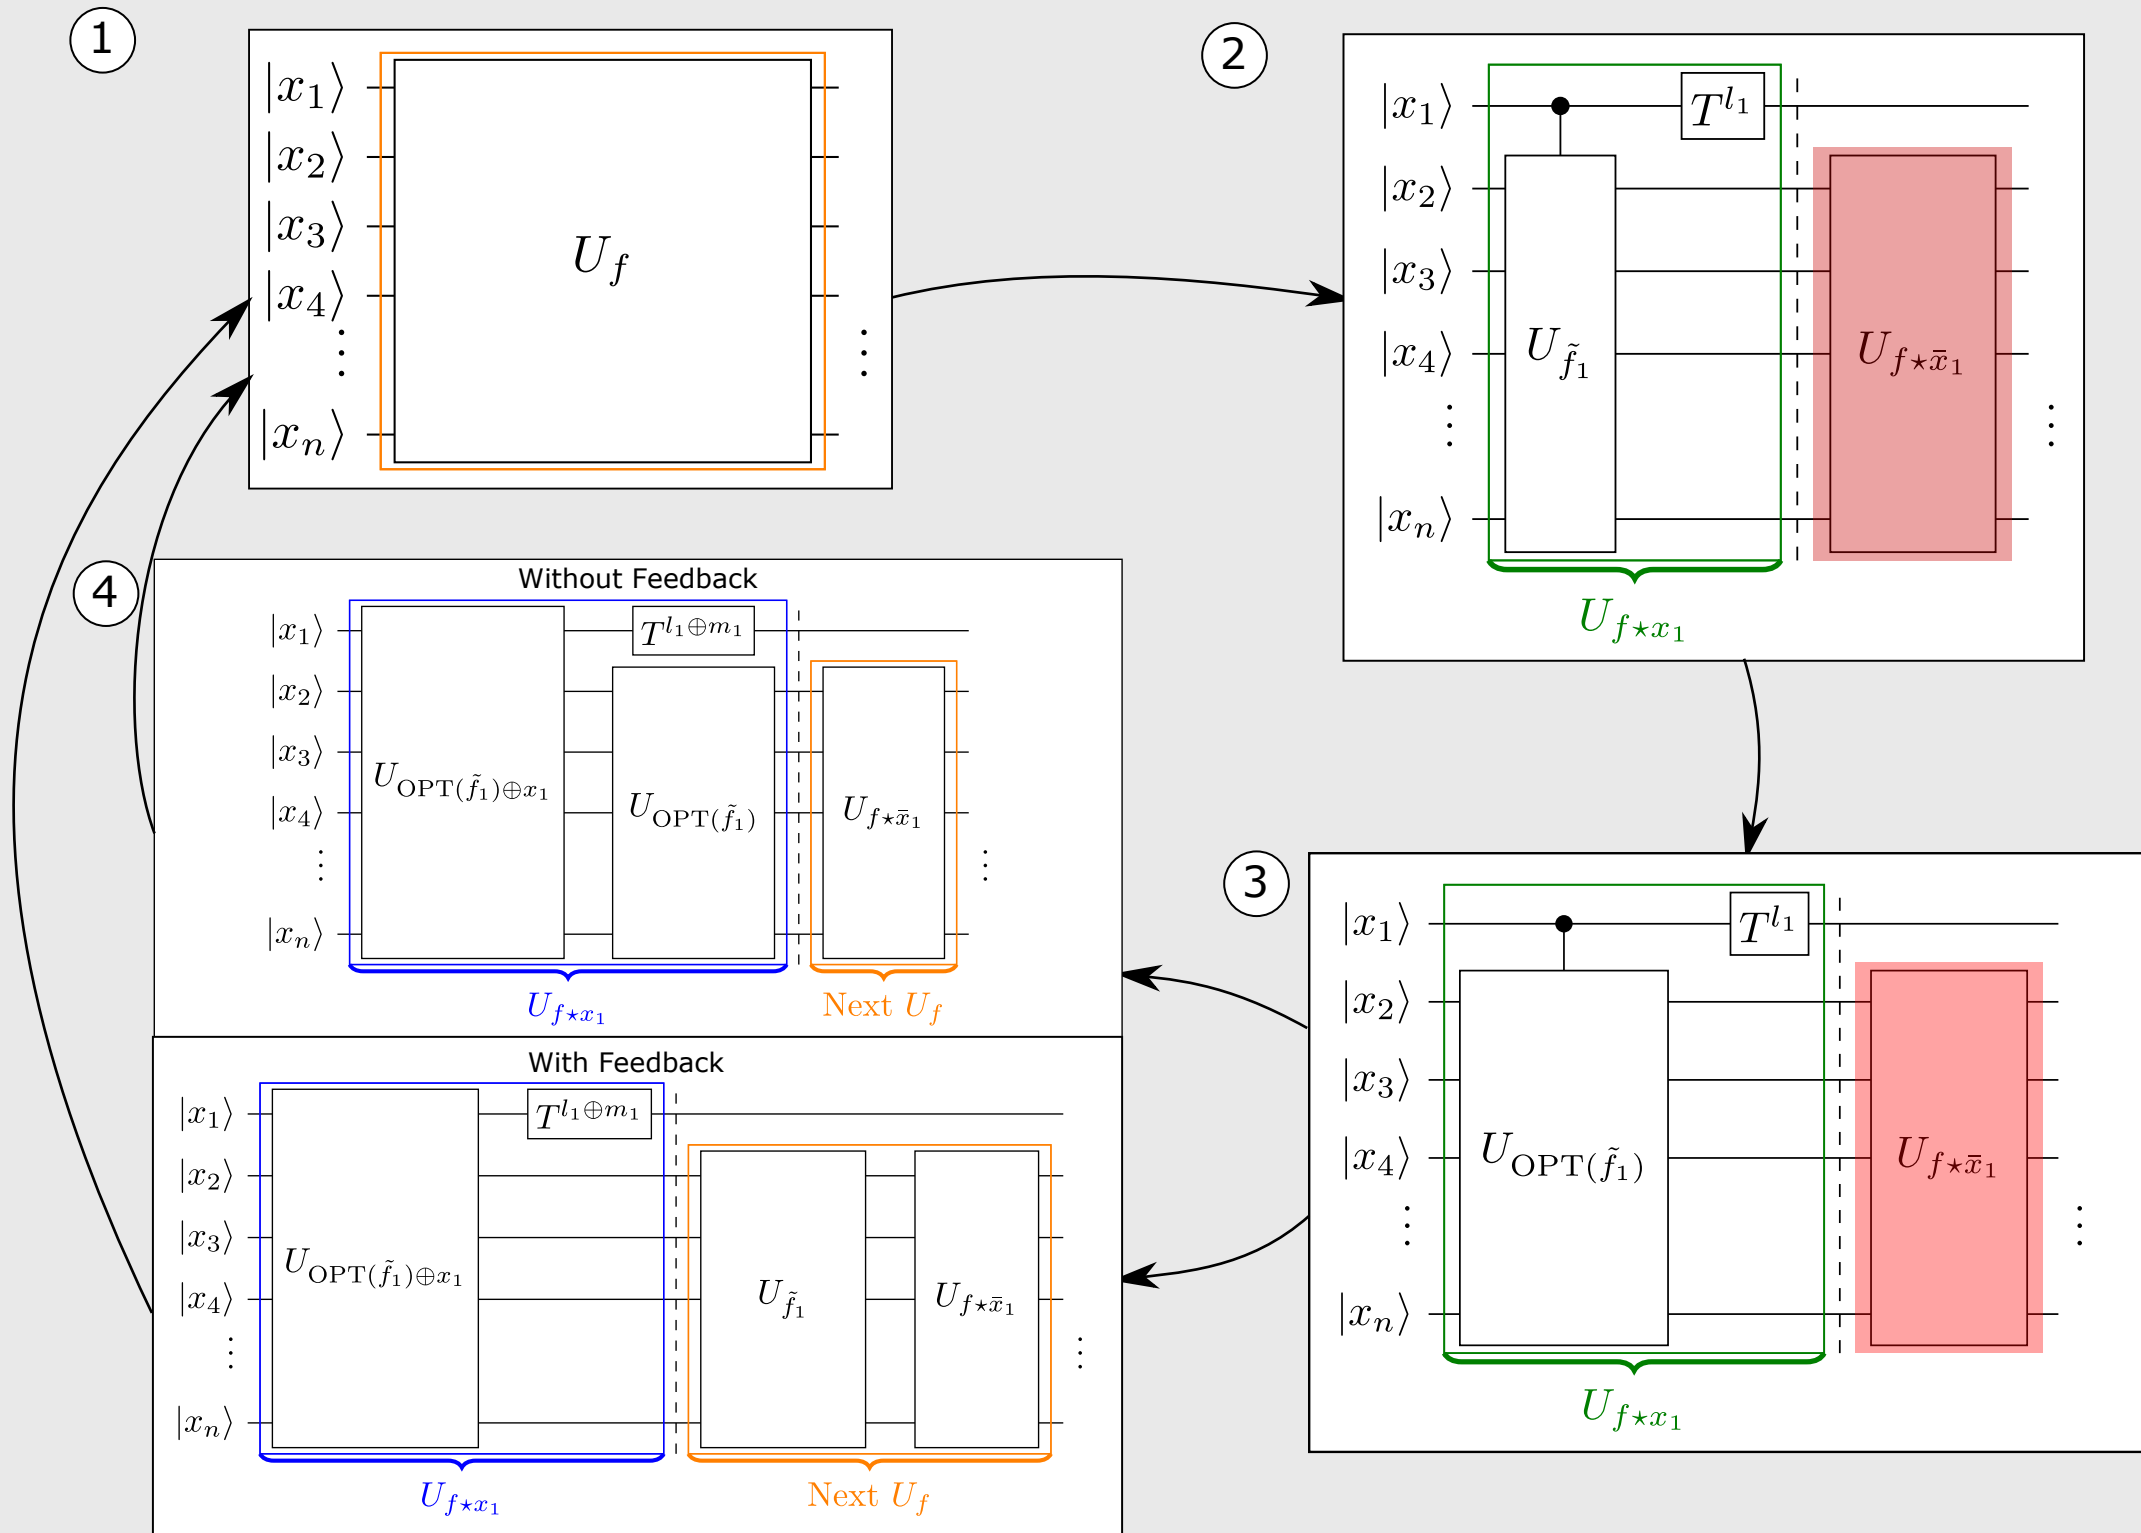 1
|x₁⟩
|x₂⟩
|x₃⟩
|x₄⟩
⋮
|xₙ⟩
U_f
⋮
2
|x₁⟩
|x₂⟩
|x₃⟩
|x₄⟩
⋮
|xₙ⟩
U_{f̃₁}
T^{l₁}
U_{f⋆x̄₁}
⋮
U_{f⋆x₁}
3
|x₁⟩
|x₂⟩
|x₃⟩
|x₄⟩
⋮
|xₙ⟩
U_{OPT(f̃₁)}
T^{l₁}
U_{f⋆x̄₁}
⋮
U_{f⋆x₁}
4
Without Feedback
|x₁⟩
|x₂⟩
|x₃⟩
|x₄⟩
⋮
|xₙ⟩
U_{OPT(f̃₁)⊕x₁}
T^{l₁⊕m₁}
U_{OPT(f̃₁)}
U_{f⋆x̄₁}
⋮
U_{f⋆x₁}
Next U_f
With Feedback
|x₁⟩
|x₂⟩
|x₃⟩
|x₄⟩
⋮
|xₙ⟩
U_{OPT(f̃₁)⊕x₁}
T^{l₁⊕m₁}
U_{f̃₁}
U_{f⋆x̄₁}
⋮
U_{f⋆x₁}
Next U_f